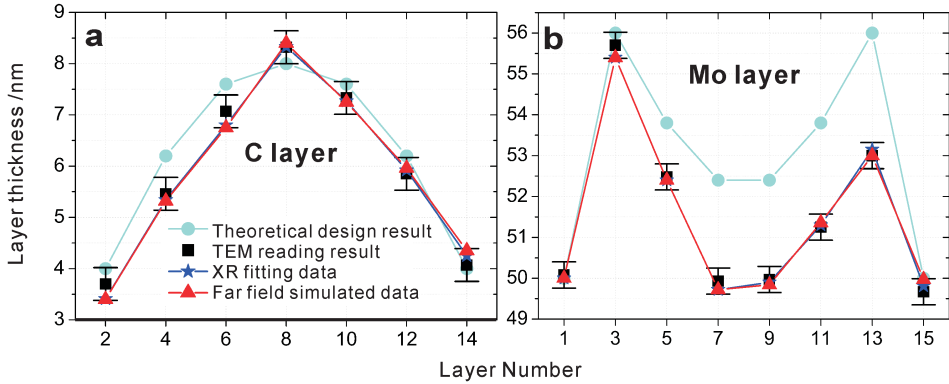 a
b
Layer thickness /nm
9
8
7
6
5
4
3
C layer
Theoretical design result
TEM reading result
XR fitting data
Far field simulated data
2 4 6 8 10 12 14
56
55
54
53
52
51
50
49
Mo layer
1 3 5 7 9 11 13 15
Layer Number